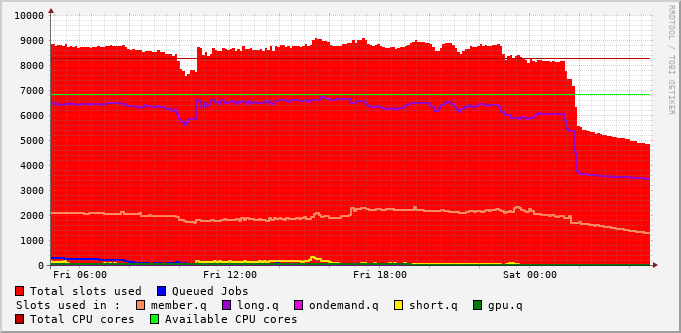 10000
9000
8000
7000
6000
5000
4000
3000
2000
1000
0
Fri 06:00 Fri 12:00 Fri 18:00 Sat 00:00
RRDTOOL / TOBI OETIKER
Total slots used Queued Jobs
Slots used in : member.q long.q ondemand.q short.q gpu.q
Total CPU cores Available CPU cores